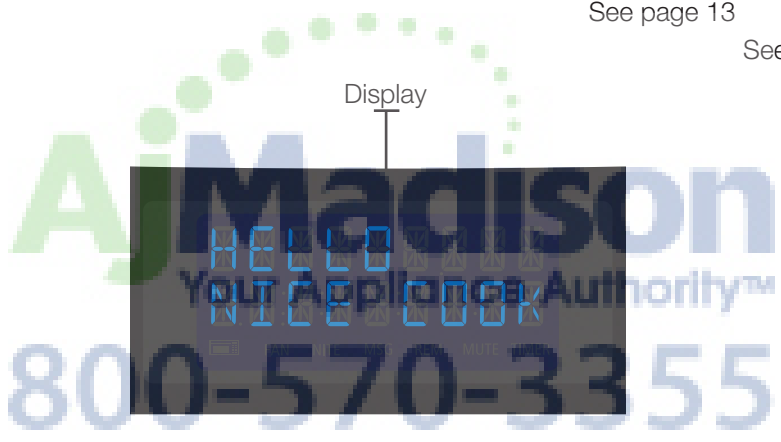 See page 13
See
Display
AjMadison
HELLO
Your Appliance Authority™
NICE COOK
MUTE
800-570-3355